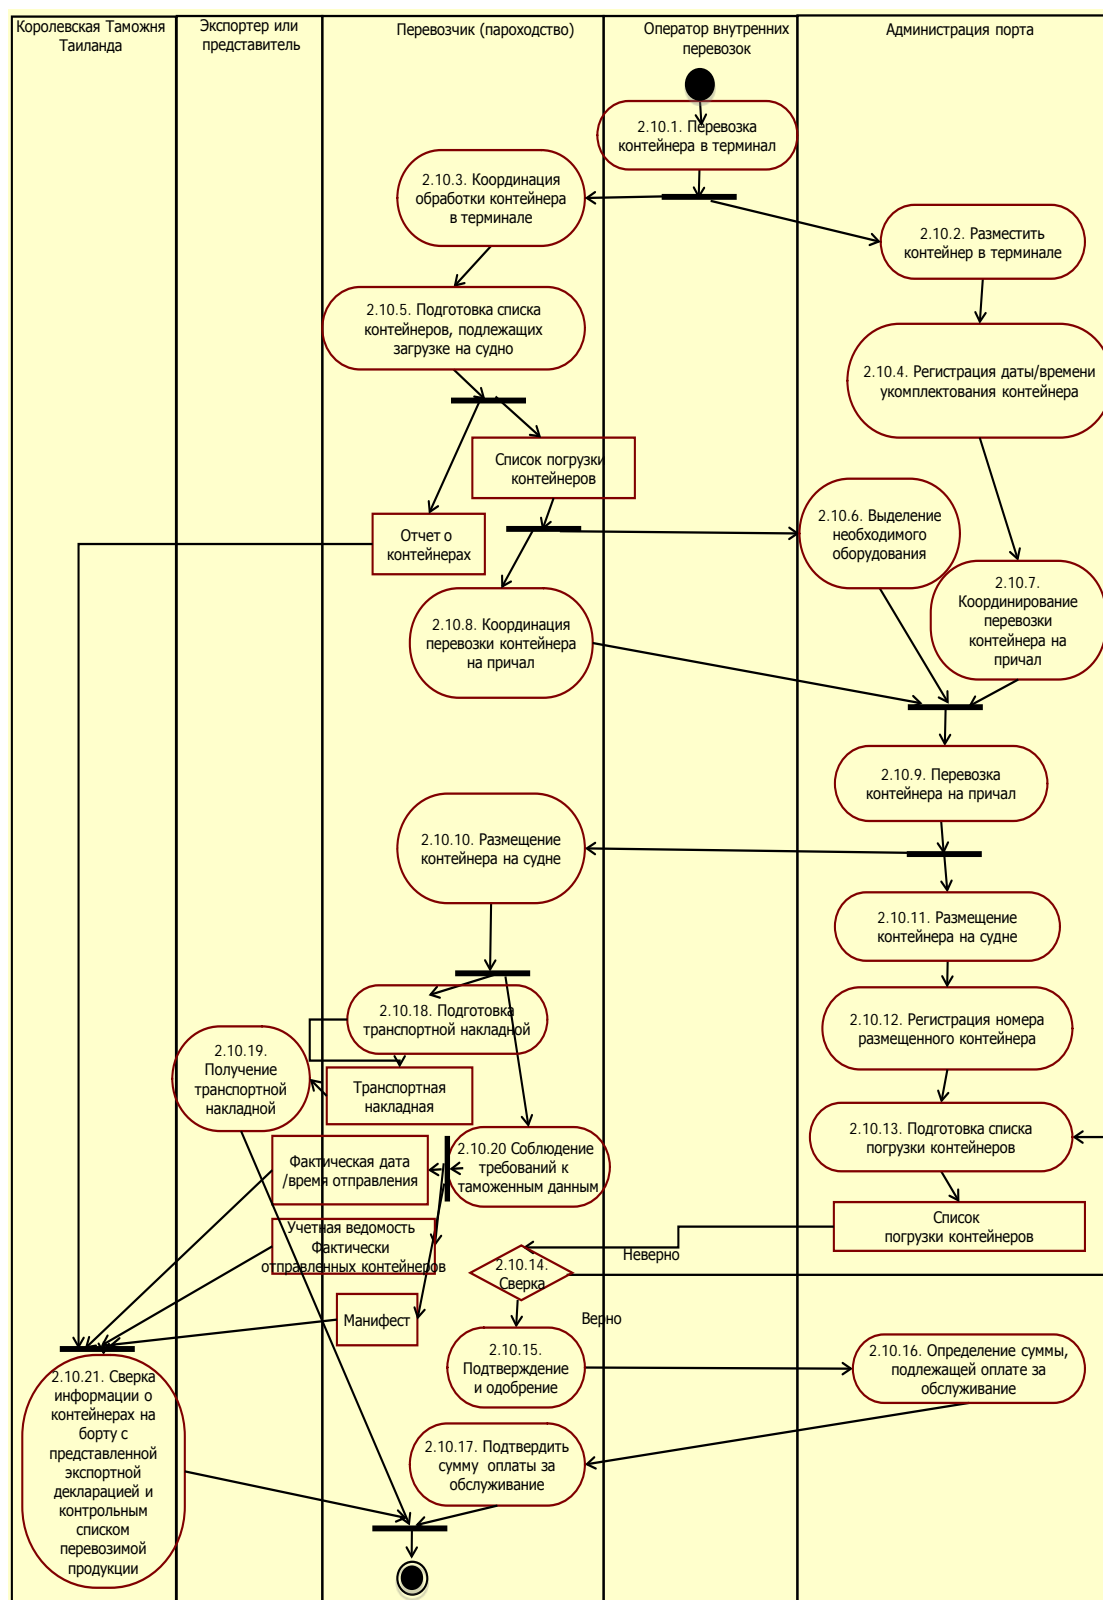 Королевская Таможня
Таиланда
Экспортер или
представитель
Перевозчик (пароходство)
Оператор внутренних
перевозок
Администрация порта
2.10.1. Перевозка
контейнера в терминал
2.10.3. Координация
обработки контейнера
в терминале
2.10.2. Разместить
контейнер в терминале
2.10.5. Подготовка списка
контейнеров, подлежащих
загрузке на судно
2.10.4. Регистрация даты/времени
укомплектования контейнера
Список погрузки
контейнеров
Отчет о
контейнерах
2.10.6. Выделение
необходимого
оборудования
2.10.7.
Координирование
перевозки
контейнера на
причал
2.10.8. Координация
перевозки контейнера
на причал
2.10.9. Перевозка
контейнера на причал
2.10.10. Размещение
контейнера на судне
2.10.11. Размещение
контейнера на судне
2.10.18. Подготовка
транспортной накладной
2.10.12. Регистрация номера
размещенного контейнера
2.10.19.
Получение
транспортной
накладной
Транспортная
накладная
2.10.13. Подготовка списка
погрузки контейнеров
2.10.20 Соблюдение
требований к
таможенным данным
Фактическая дата
/время отправления
Учетная ведомость
Фактически
отправленных контейнеров
Список
погрузки контейнеров
Неверно
2.10.14.
Сверка
Манифест
Верно
2.10.15.
Подтверждение
и одобрение
2.10.16. Определение суммы,
подлежащей оплате за
обслуживание
2.10.21. Сверка
информации о
контейнерах на
борту с
представленной
экспортной
декларацией и
контрольным
списком
перевозимой
продукции
2.10.17. Подтвердить
сумму оплаты за
обслуживание